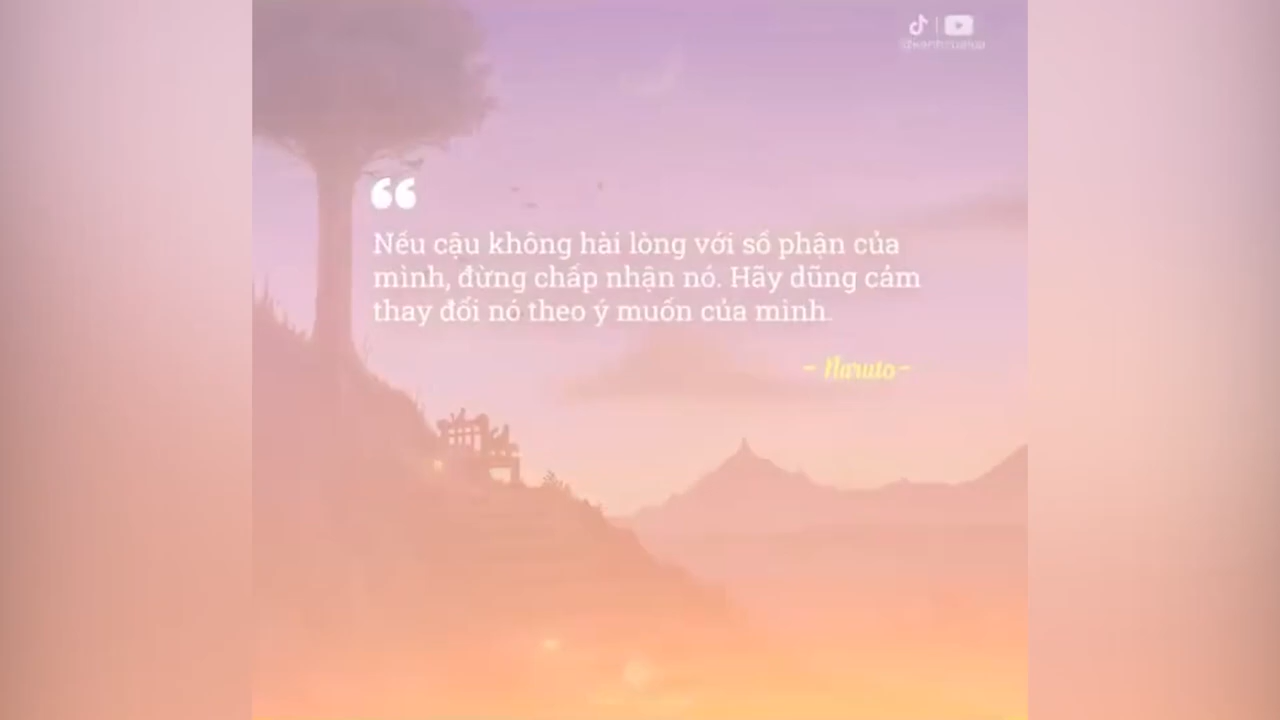 “
Nếu cậu không hài lòng với số phận của
mình, đừng chấp nhận nó. Hãy dũng cảm
thay đổi nó theo ý muốn của mình.
- Naruto-